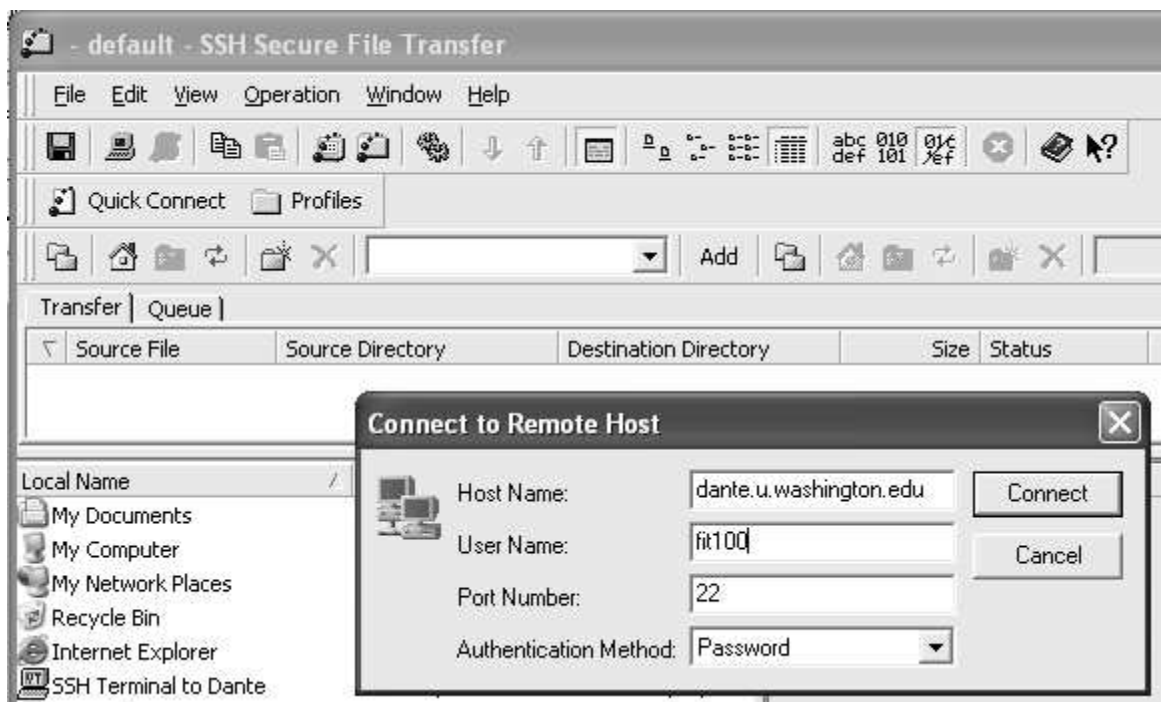 - default - SSH Secure File Transfer
File Edit View Operation Window Help
abc 010
def 101
Quick Connect Profiles
Add
Transfer Queue
Source File Source Directory Destination Directory Size Status
Connect to Remote Host
Local Name
Host Name: dante.u.washington.edu Connect
My Documents
User Name: fit100 Cancel
My Computer
My Network Places
Port Number: 22
Recycle Bin
Internet Explorer
Authentication Method: Password
SSH Terminal to Dante